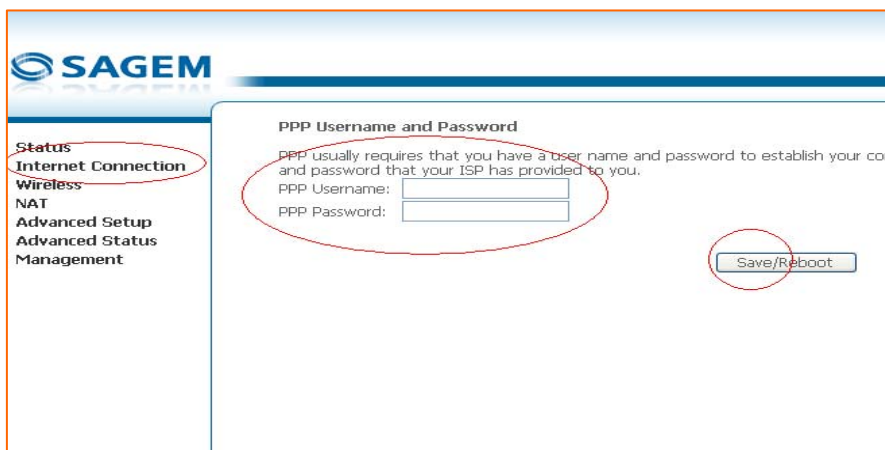 SAGEM
Status
Internet Connection
Wireless
NAT
Advanced Setup
Advanced Status
Management
PPP Username and Password
PPP usually requires that you have a user name and password to establish your co
and password that your ISP has provided to you.
PPP Username:
PPP Password:
Save/Reboot